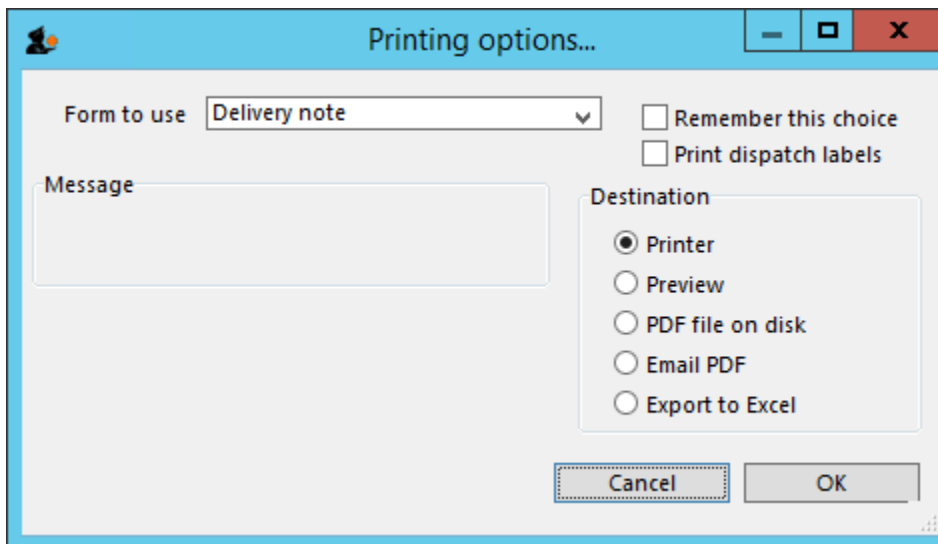 Printing options...
Form to use
Delivery note
Remember this choice
Print dispatch labels
Message
Destination
Printer
Preview
PDF file on disk
Email PDF
Export to Excel
Cancel
OK